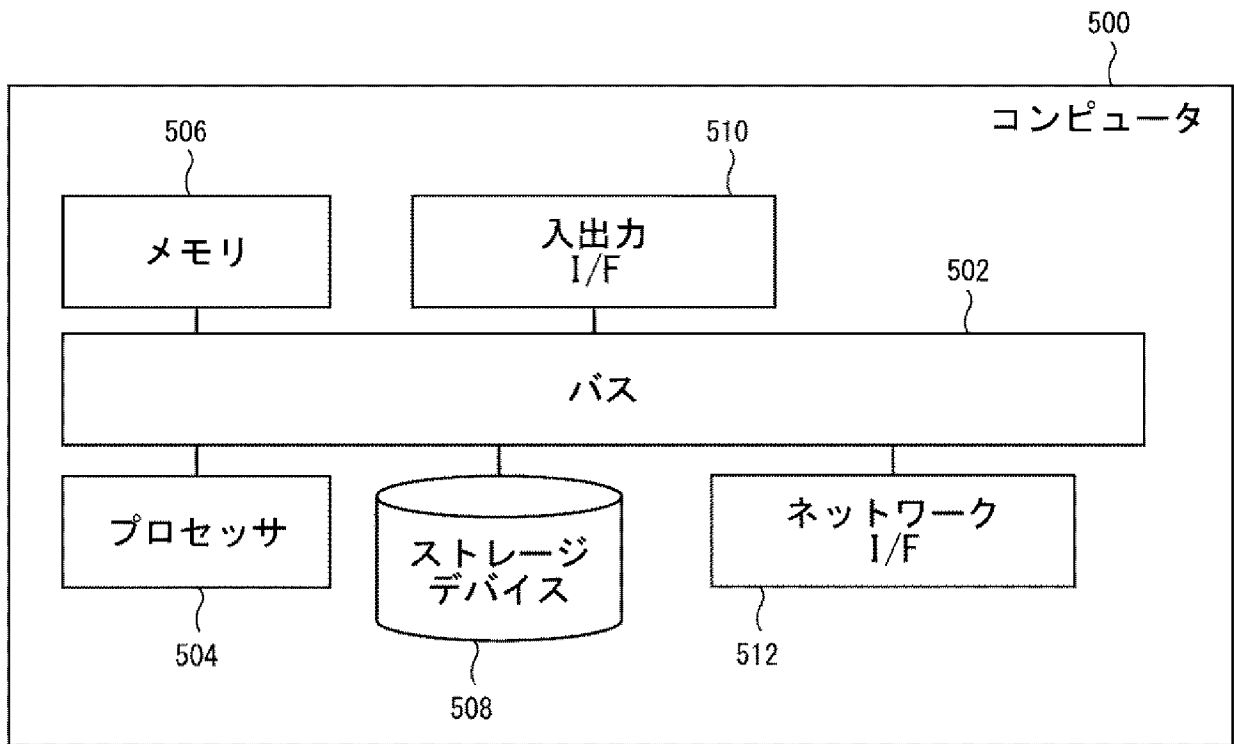 500
コンピュータ
506
510
メモリ
入出力
I/F
502
バス
プロセッサ
ストレージ
デバイス
ネットワーク
I/F
504
508
512